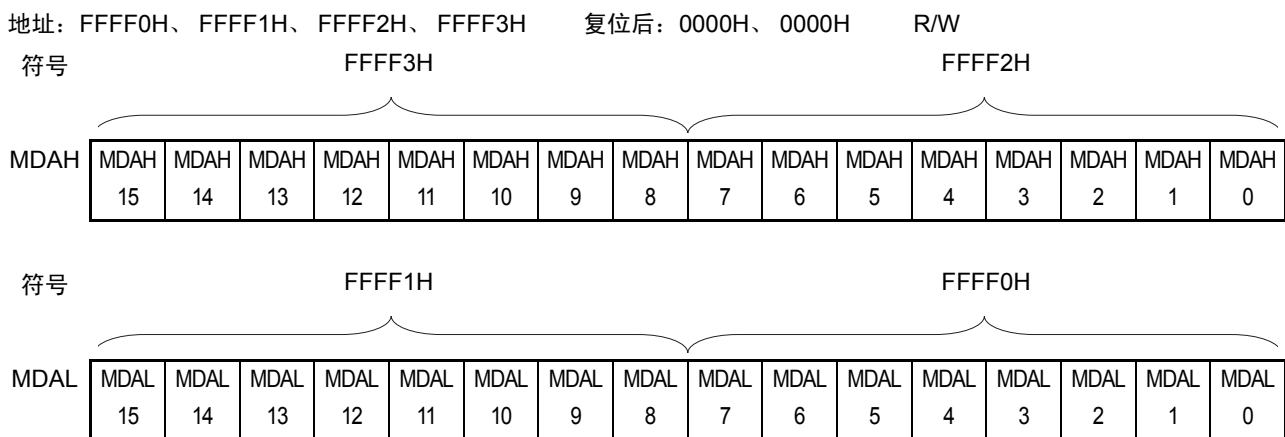 地址：FFFF0H、 FFFF1H、 FFFF2H、 FFFF3H 复位后：0000H、 0000H R/W
符号 FFFF3H FFFF2H
MDAH MDAH MDAH MDAH MDAH MDAH MDAH MDAH MDAH MDAH MDAH MDAH MDAH MDAH MDAH MDAH MDAH
15 14 13 12 11 10 9 8 7 6 5 4 3 2 1 0
符号 FFFF1H FFFF0H
MDAL MDAL MDAL MDAL MDAL MDAL MDAL MDAL MDAL MDAL MDAL MDAL MDAL MDAL MDAL MDAL MDAL
15 14 13 12 11 10 9 8 7 6 5 4 3 2 1 0